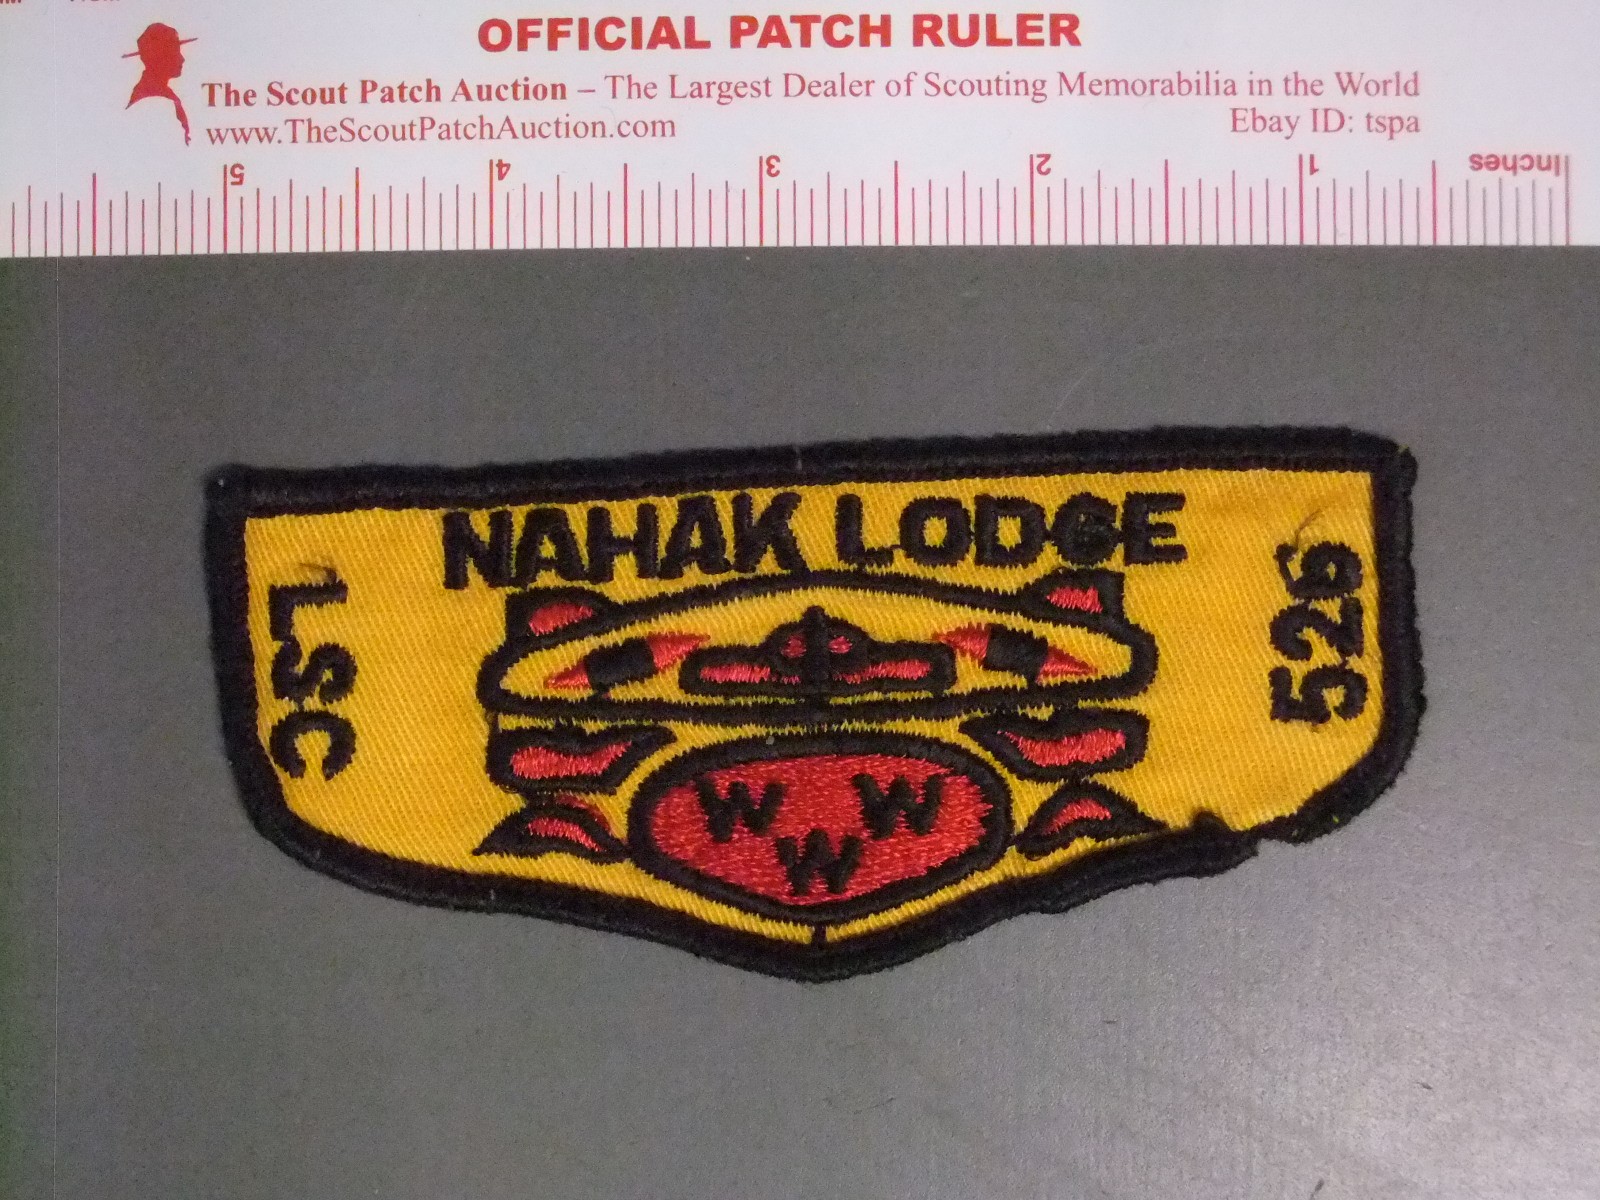 OFFICIAL PATCH RULER
The Scout Patch Auction – The Largest Dealer of Scouting Memorabilia in the World
www.TheScoutPatchAuction.com
Ebay ID: tspa
5 4 3 2 1 Inches
NAHAK LODGE
LSC
526
W W
W